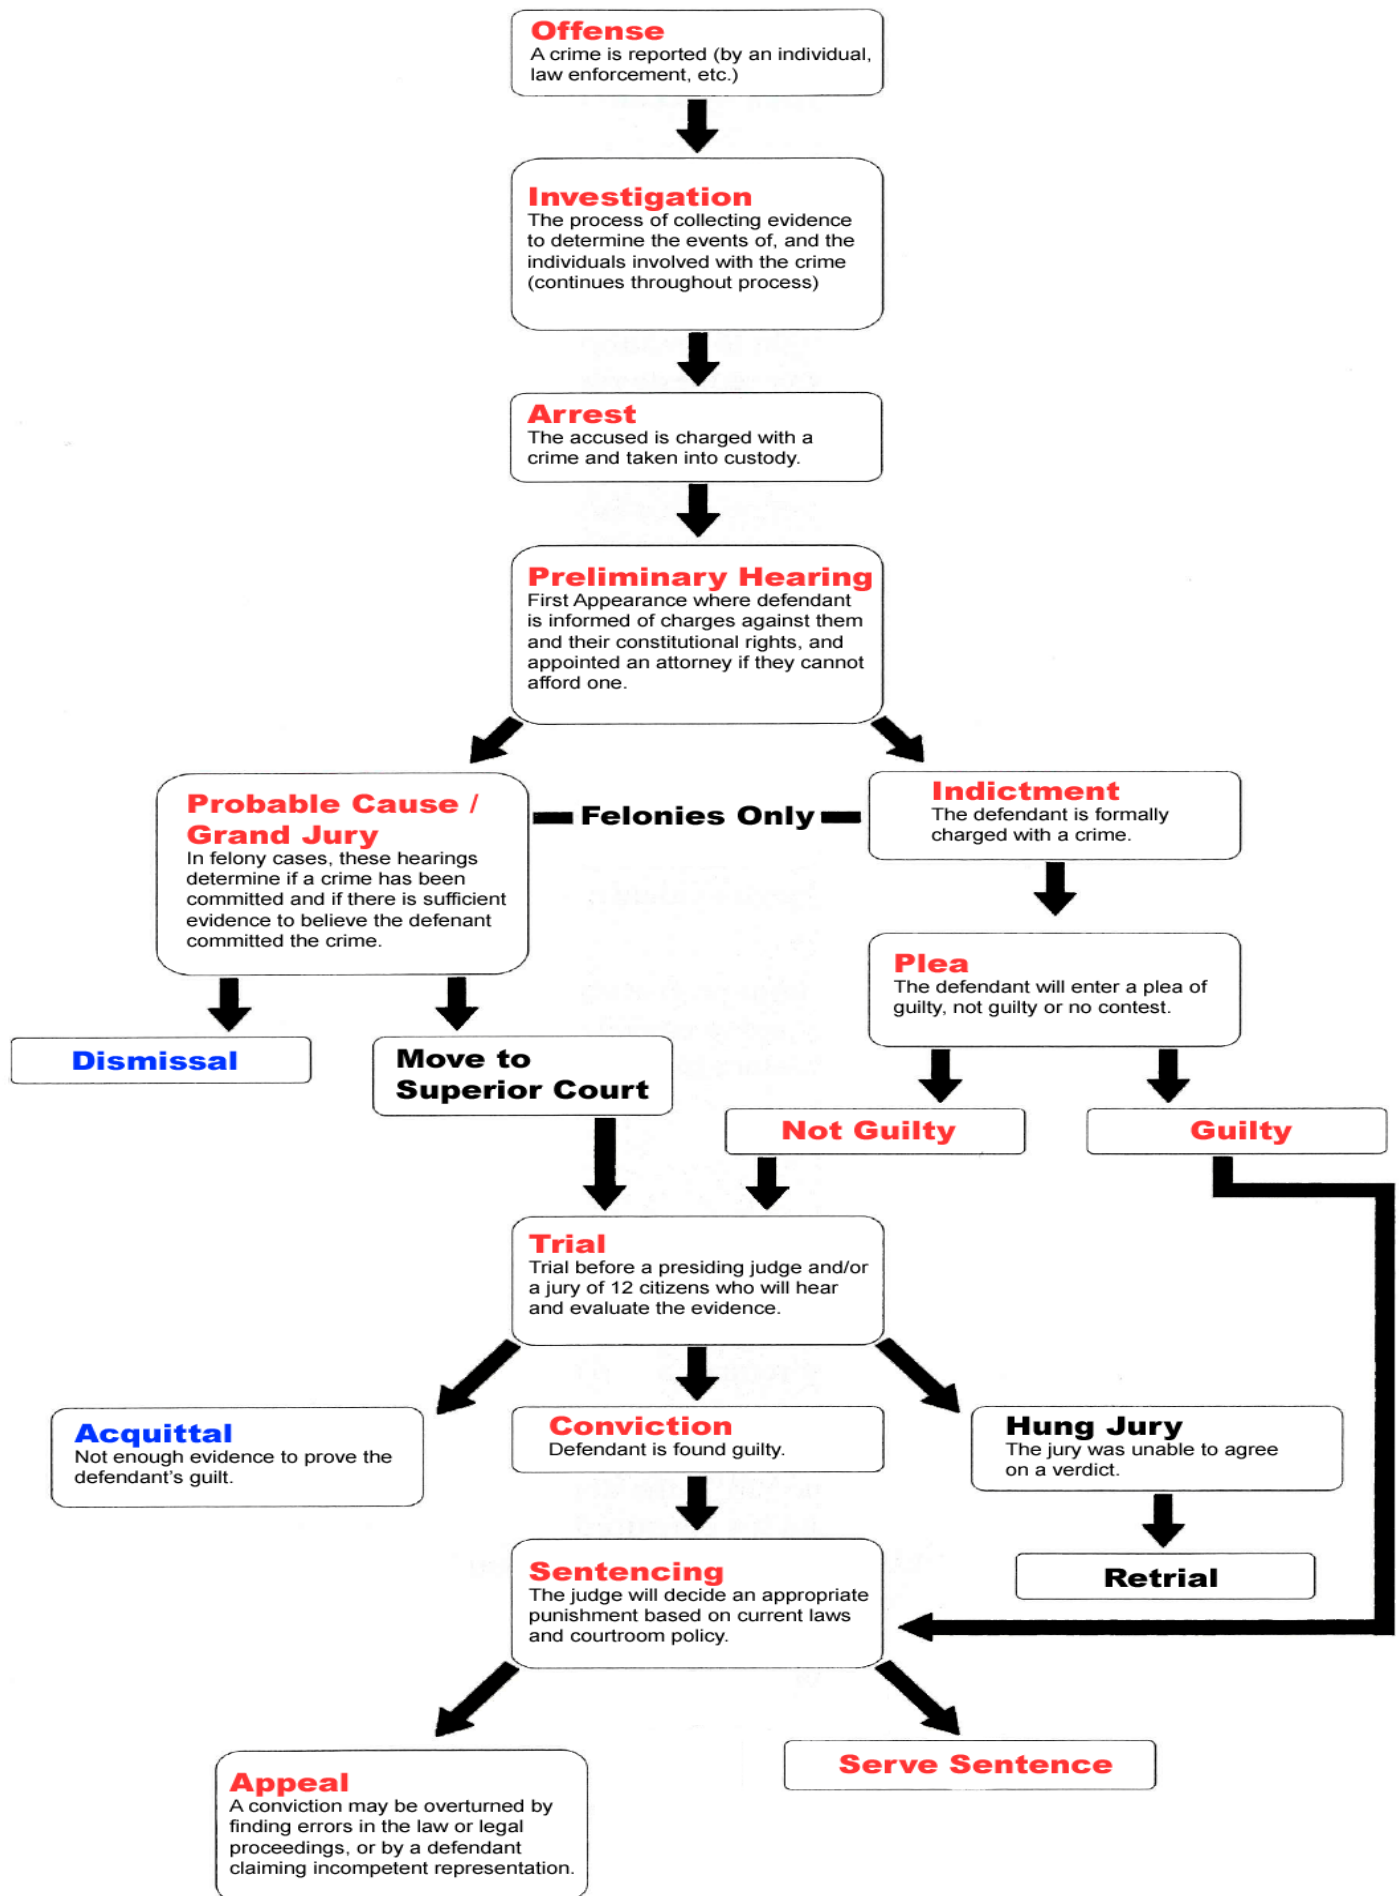 Offense
A crime is reported (by an individual,
law enforcement, etc.)
Investigation
The process of collecting evidence
to determine the events of, and the
individuals involved with the crime
(continues throughout process)
Arrest
The accused is charged with a
crime and taken into custody.
Preliminary Hearing
First Appearance where defendant
is informed of charges against them
and their constitutional rights, and
appointed an attorney if they cannot
afford one.
Probable Cause /
Grand Jury
In felony cases, these hearings
determine if a crime has been
committed and if there is sufficient
evidence to believe the defenant
committed the crime.
Felonies Only
Indictment
The defendant is formally
charged with a crime.
Plea
The defendant will enter a plea of
guilty, not guilty or no contest.
Dismissal
Move to
Superior Court
Not Guilty
Guilty
Trial
Trial before a presiding judge and/or
a jury of 12 citizens who will hear
and evaluate the evidence.
Acquittal
Not enough evidence to prove the
defendant's guilt.
Conviction
Defendant is found guilty.
Hung Jury
The jury was unable to agree
on a verdict.
Retrial
Sentencing
The judge will decide an appropriate
punishment based on current laws
and courtroom policy.
Appeal
A conviction may be overturned by
finding errors in the law or legal
proceedings, or by a defendant
claiming incompetent representation.
Serve Sentence